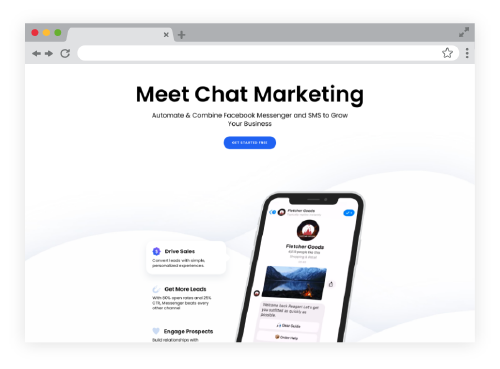 Meet Chat Marketing
Automate & Combine Facebook Messenger and SMS to Grow
Your Business
GET STARTED FREE
Fletcher Goods
Fletcher Goods
Drive Sales
Convert leads with simple,
personalized experiences.
Get More Leads
With 80% open rates and 25%
CTR, Messenger beats every
other channel
Welcome back Reagan! Let's get
you outfitted as quickly as
possible.
Gear Guide
Order Help
Engage Prospects
Build relationships with